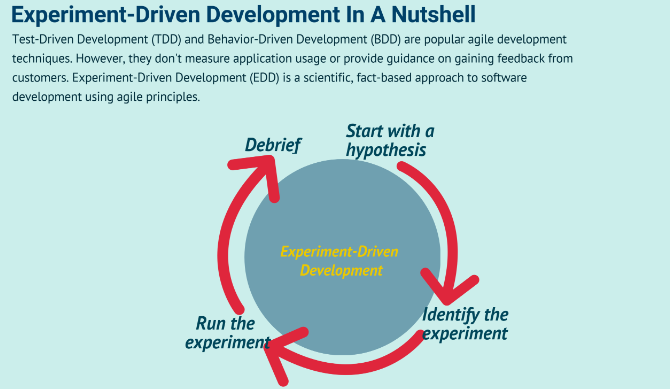 Experiment-Driven Development In A Nutshell
Test-Driven Development (TDD) and Behavior-Driven Development (BDD) are popular agile development
techniques. However, they don't measure application usage or provide guidance on gaining feedback from
customers. Experiment-Driven Development (EDD) is a scientific, fact-based approach to software
development using agile principles.
Debrief
Start with a
hypothesis
Experiment-Driven
Development
Identify the
experiment
Run the
experiment